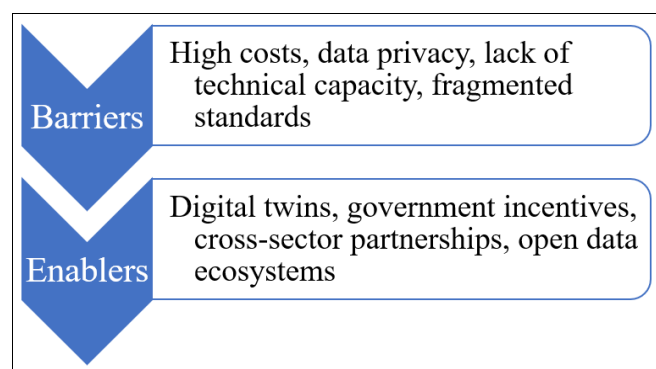 Barriers
High costs, data privacy, lack of
technical capacity, fragmented
standards
Enablers
Digital twins, government incentives,
cross-sector partnerships, open data
ecosystems